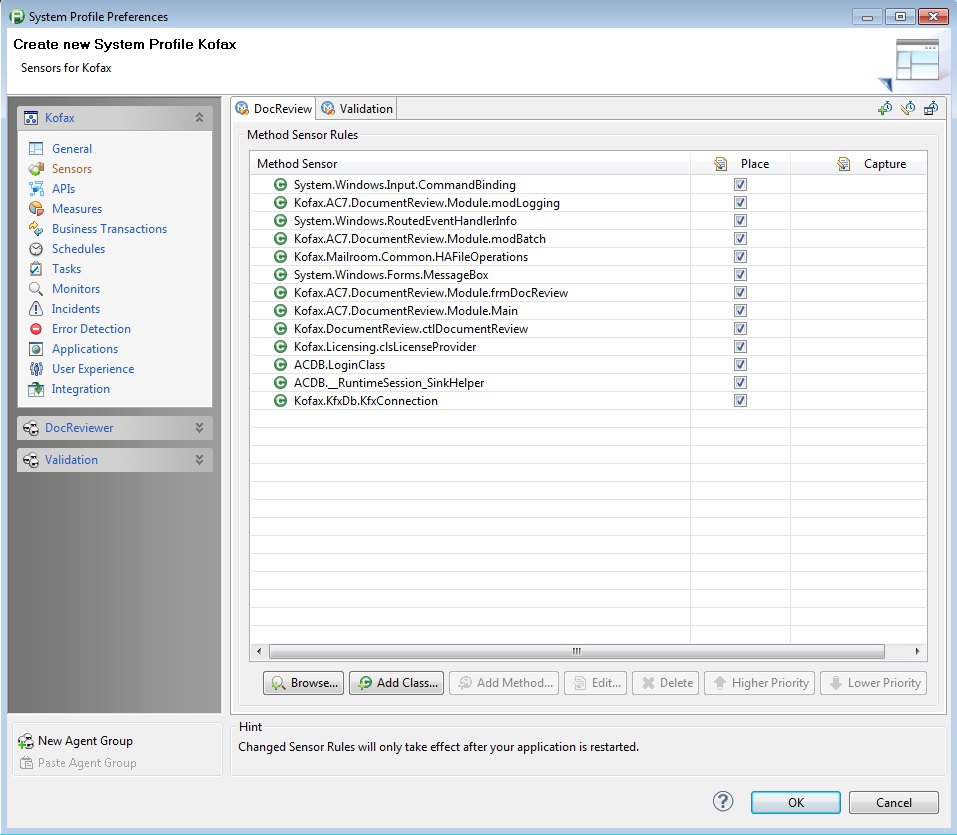 System Profile Preferences
Create new System Profile Kofax
Sensors for Kofax
Kofax
General
Sensors
APIs
Measures
Business Transactions
Schedules
Tasks
Monitors
Incidents
Error Detection
Applications
User Experience
Integration
DocReviewer
Validation
New Agent Group
Paste Agent Group
DocReview Validation
Method Sensor Rules
Method Sensor Place Capture
System.Windows.Input.CommandBinding
Kofax.AC7.DocumentReview.Module.modLogging
System.Windows.RoutedEventHandlerInfo
Kofax.AC7.DocumentReview.Module.modBatch
Kofax.Mailroom.Common.HAFileOperations
System.Windows.Forms.MessageBox
Kofax.AC7.DocumentReview.Module.frmDocReview
Kofax.AC7.DocumentReview.Module.Main
Kofax.DocumentReview.ctlDocumentReview
Kofax.Licensing.clsLicenseProvider
ACDB.LoginClass
ACDB.__RuntimeSession_SinkHelper
Kofax.KfxDb.KfxConnection
Browse... Add Class... Add Method... Edit... Delete Higher Priority Lower Priority
Hint
Changed Sensor Rules will only take effect after your application is restarted.
? OK Cancel